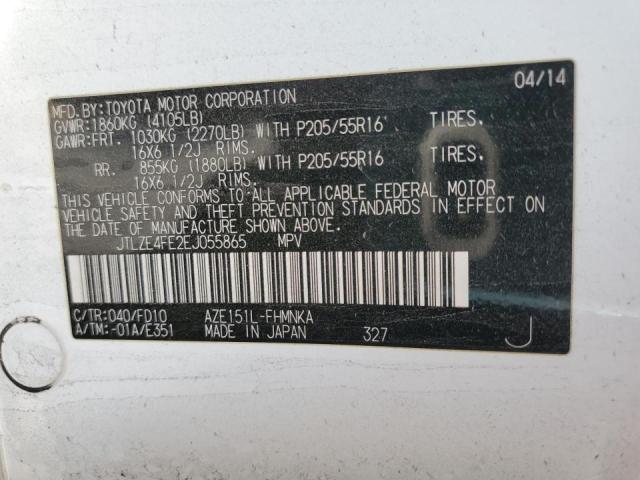 04/14
MFD. BY: TOYOTA MOTOR CORPORATION
GVWR: 1860KG (4105LB)
GAWR: FRT. 1030KG (2270LB) WITH P205/55R16 TIRES.
16X6 1/2J RIMS.
RR. 855KG (1880LB) WITH P205/55R16 TIRES.
16X6 1/2J RIMS.
THIS VEHICLE CONFORMS TO ALL APPLICABLE FEDERAL MOTOR
VEHICLE SAFETY AND THEFT PREVENTION STANDARDS IN EFFECT ON
THE DATE OF MANUFACTURE SHOWN ABOVE.
JTLZE4FE2EJ055865 MPV
C/TR: 040/FD10 AZE151L-FHMNKA
A/TM: -01A/E351 MADE IN JAPAN 327 J